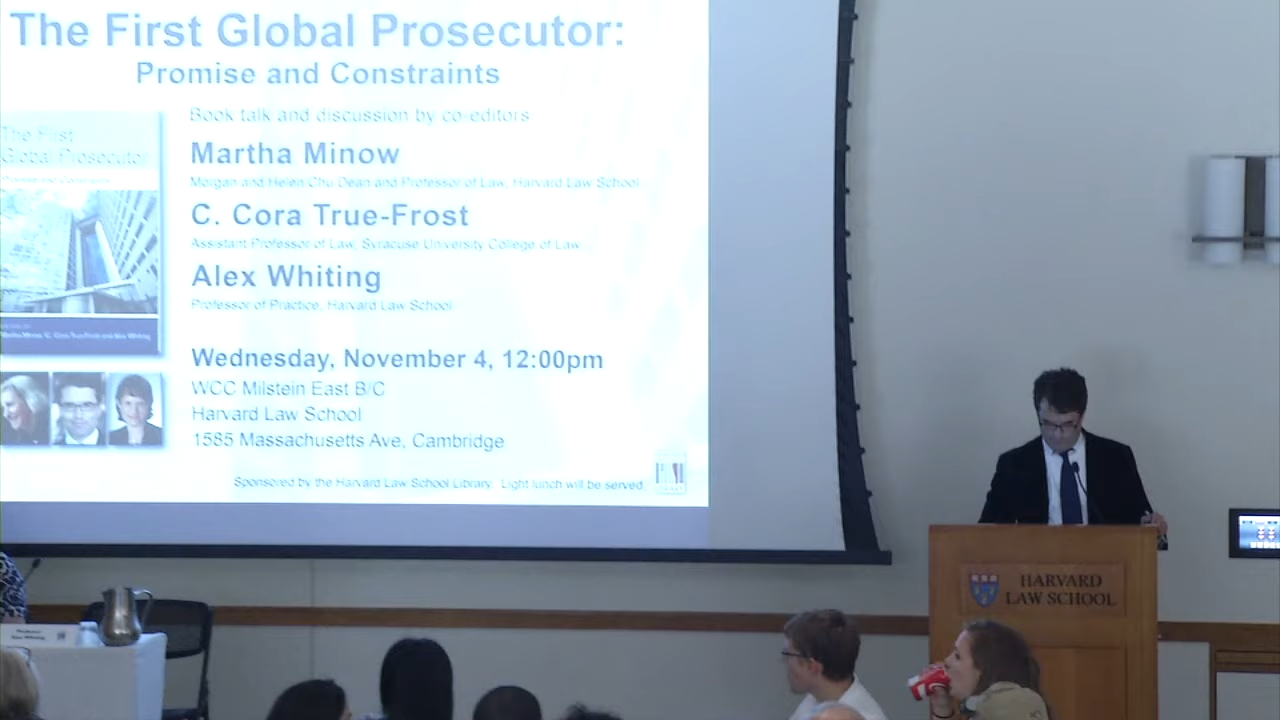 The First Global Prosecutor:
Promise and Constraints
Book talk and discussion by co-editors
The First
Global Prosecutor
Martha Minow
Morgan and Helen Chu Dean and Professor of Law, Harvard Law School
C. Cora True-Frost
Assistant Professor of Law, Syracuse University College of Law
Alex Whiting
Professor of Practice, Harvard Law School
Wednesday, November 4, 12:00pm
WCC Milstein East B/C
Harvard Law School
1585 Massachusetts Ave, Cambridge
Sponsored by the Harvard Law School Library. Light lunch will be served.
HARVARD
LAW SCHOOL